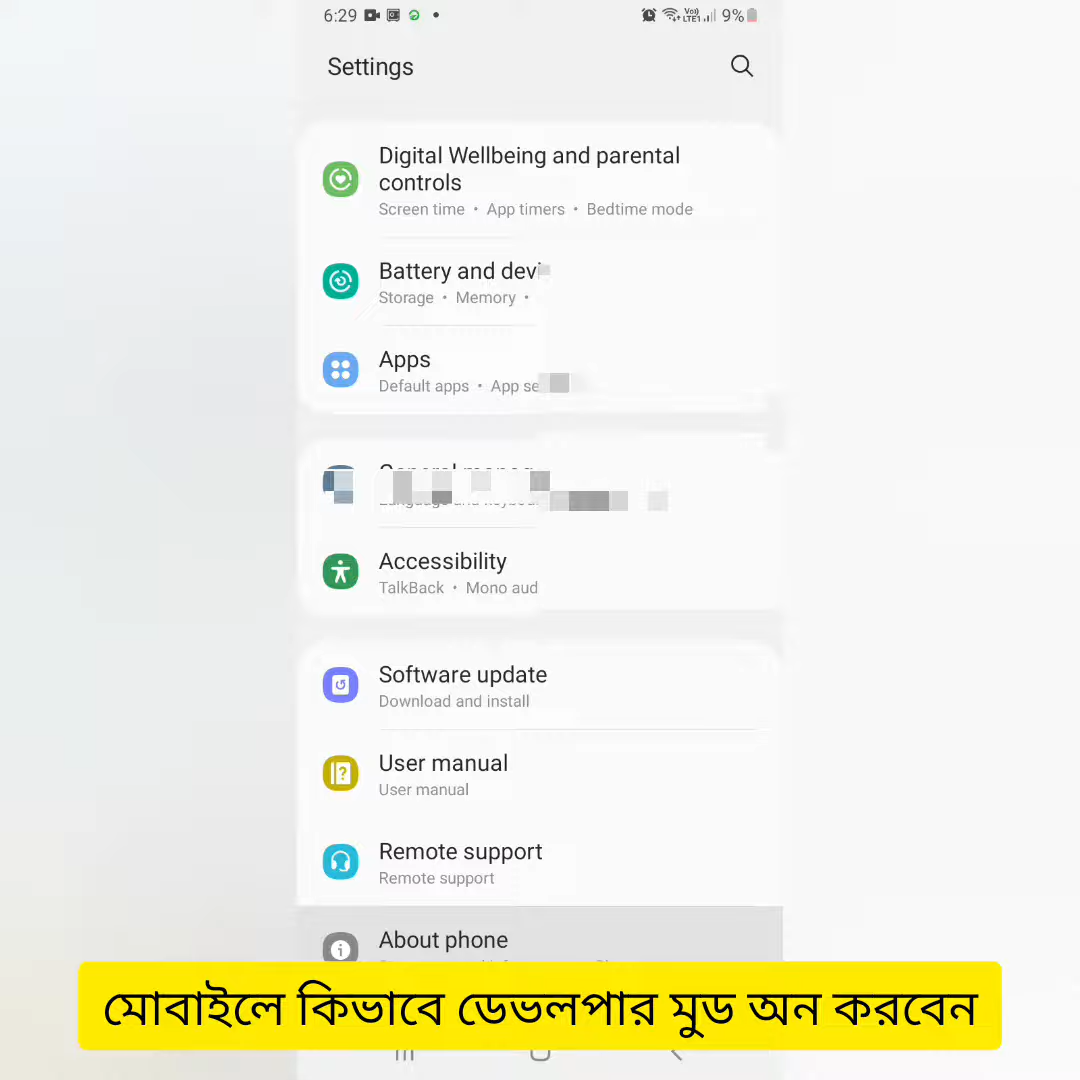 6:29 Vo) LTE1 9%
Settings
Digital Wellbeing and parental
controls
Screen time • App timers • Bedtime mode
Battery and devi
Storage • Memory •
Apps
Default apps • App se
Accessibility
TalkBack • Mono aud
Software update
Download and install
User manual
User manual
Remote support
Remote support
About phone
মোবাইলে কিভাবে ডেভলপার মুড অন করবেন